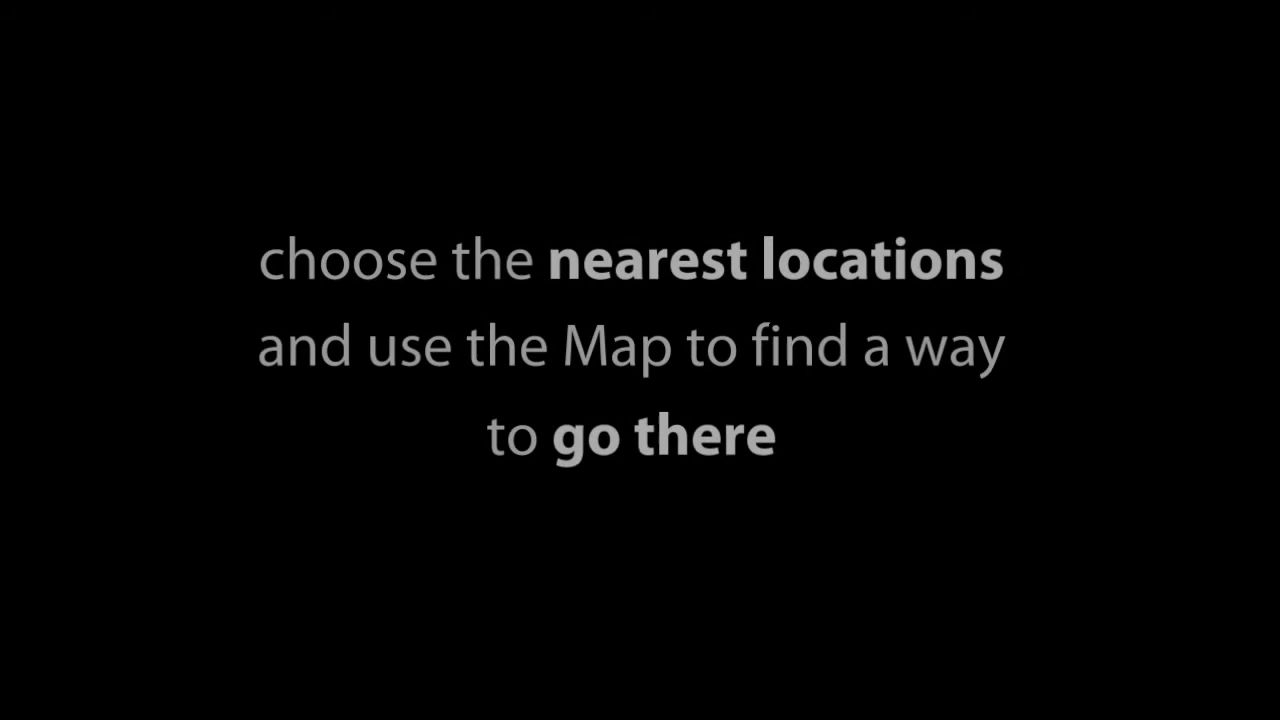 choose the nearest locations
and use the Map to find a way
to go there